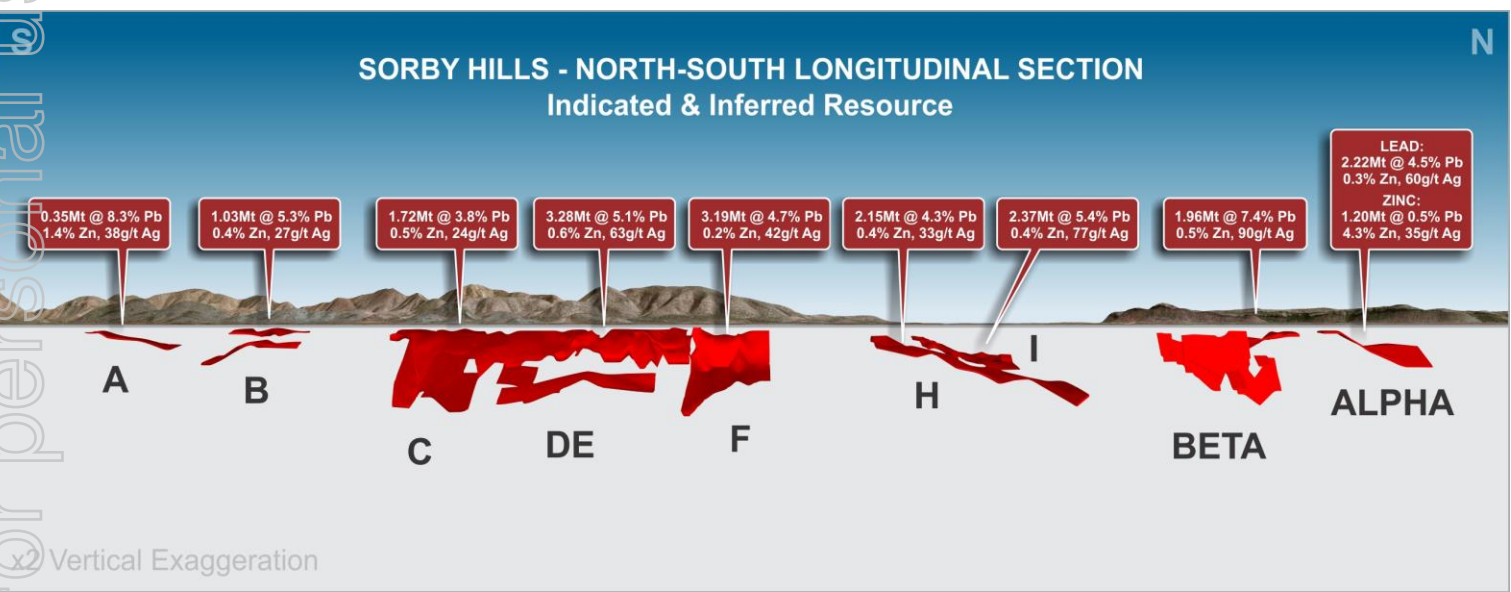 S
N
SORBY HILLS - NORTH-SOUTH LONGITUDINAL SECTION
Indicated & Inferred Resource
0.35Mt @ 8.3% Pb
1.4% Zn, 38g/t Ag
1.03Mt @ 5.3% Pb
0.4% Zn, 27g/t Ag
1.72Mt @ 3.8% Pb
0.5% Zn, 24g/t Ag
3.28Mt @ 5.1% Pb
0.6% Zn, 63g/t Ag
3.19Mt @ 4.7% Pb
0.2% Zn, 42g/t Ag
2.15Mt @ 4.3% Pb
0.4% Zn, 33g/t Ag
2.37Mt @ 5.4% Pb
0.4% Zn, 77g/t Ag
1.96Mt @ 7.4% Pb
0.5% Zn, 90g/t Ag
LEAD:
2.22Mt @ 4.5% Pb
0.3% Zn, 60g/t Ag
ZINC:
1.20Mt @ 0.5% Pb
4.3% Zn, 35g/t Ag
A
B
C
DE
F
H
I
BETA
ALPHA
x2 Vertical Exaggeration
or personal us